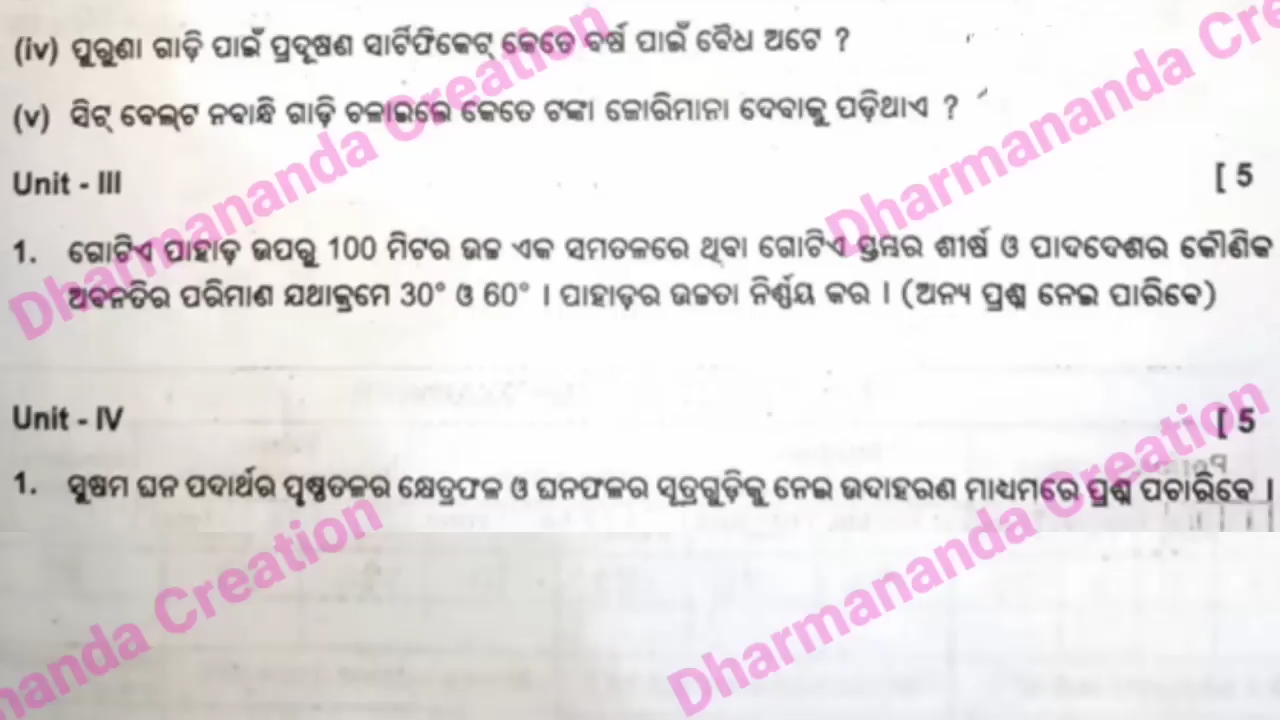 (iv) ପୁରୁଣା ଗାଡ଼ି ପାଇଁ ପ୍ରଦୂଷଣ ସାର୍ଟିଫିକେଟ୍ କେତେ ବର୍ଷ ପାଇଁ ବୈଧ ଅଟେ ?
(v) ସିଟ୍ ବେଲ୍‌ଟ ନବାନ୍ଧି ଗାଡ଼ି ଚଳାଇଲେ କେତେ ଟଙ୍କା ଜୋରିମାନା ଦେବାକୁ ପଡ଼ିଥାଏ ?
Unit - III [ 5
1. ଗୋଟିଏ ପାହାଡ଼ ଉପରୁ 100 ମିଟର ଉଚ୍ଚ ଏକ ସମତଳରେ ଥିବା ଗୋଟିଏ ସ୍ତମ୍ଭର ଶୀର୍ଷ ଓ ପାଦଦେଶର କୌଣିକ
ଅବନତିର ପରିମାଣ ଯଥାକ୍ରମେ 30° ଓ 60° । ପାହାଡ଼ର ଉଚ୍ଚତା ନିର୍ଣ୍ଣୟ କର । (ଅନ୍ୟ ପ୍ରଶ୍ନ ନେଇ ପାରିବେ)
Unit - IV [ 5
1. ସୁଷମ ଘନ ପଦାର୍ଥର ପୃଷ୍ଠତଳର କ୍ଷେତ୍ରଫଳ ଓ ଘନଫଳର ସୂତ୍ରଗୁଡ଼ିକୁ ନେଇ ଉଦାହରଣ ମାଧ୍ୟମରେ ପ୍ରଶ୍ନ ପଚାରିବେ ।
Dharmananda Creation
Dharmananda Creation
nanda Creation
Dharmananda Creation